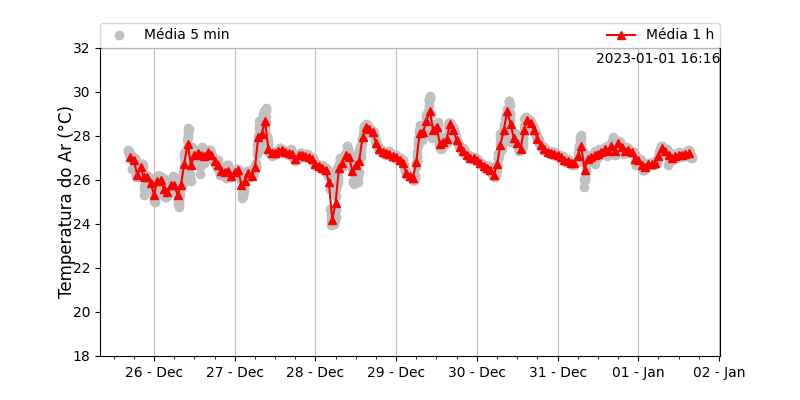 Média 5 min
Média 1 h
2023-01-01 16:16
Temperatura do Ar (°C)
32
30
28
26
24
22
20
18
26 - Dec
27 - Dec
28 - Dec
29 - Dec
30 - Dec
31 - Dec
01 - Jan
02 - Jan